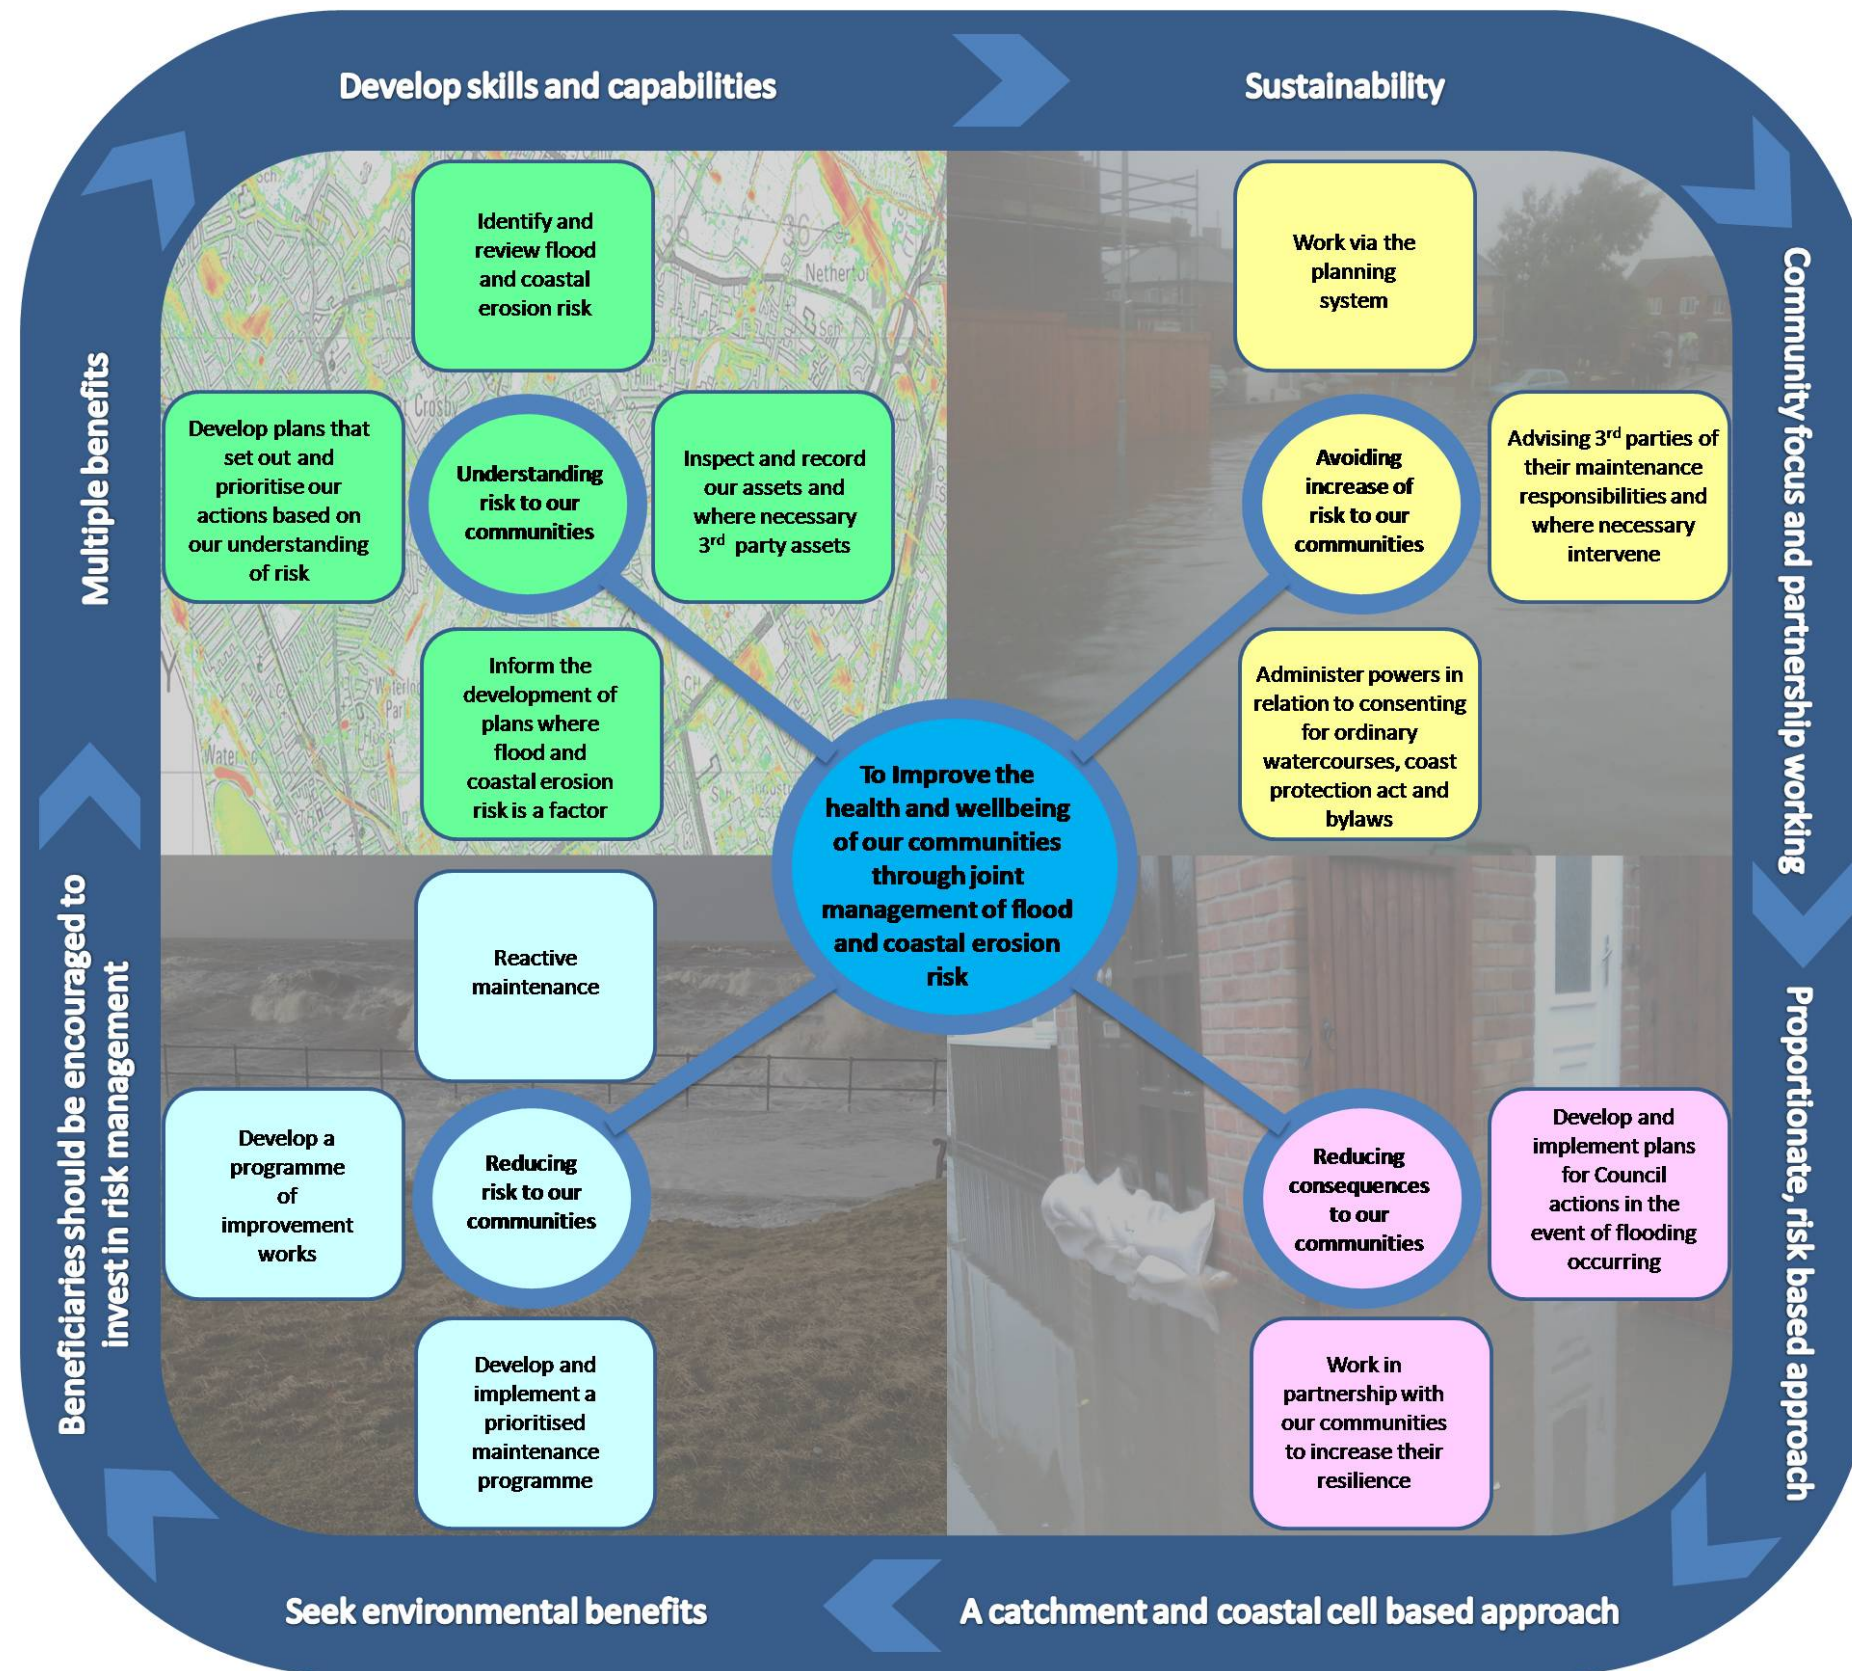 Develop skills and capabilities
Sustainability
Community focus and partnership working
Proportionate, risk based approach
A catchment and coastal cell based approach
Seek environmental benefits
Beneficiaries should be encouraged to
invest in risk management
Multiple benefits
Identify and
review flood
and coastal
erosion risk
Develop plans that
set out and
prioritise our
actions based on
our understanding
of risk
Understanding
risk to our
communities
Inspect and record
our assets and
where necessary
3rd party assets
Inform the
development of
plans where
flood and
coastal erosion
risk is a factor
Work via the
planning
system
Avoiding
increase of
risk to our
communities
Advising 3rd parties of
their maintenance
responsibilities and
where necessary
intervene
Administer powers in
relation to consenting
for ordinary
watercourses, coast
protection act and
bylaws
To Improve the
health and wellbeing
of our communities
through joint
management of flood
and coastal erosion
risk
Reactive
maintenance
Develop a
programme
of
improvement
works
Reducing
risk to our
communities
Develop and
implement a
prioritised
maintenance
programme
Reducing
consequences
to our
communities
Develop and
implement plans
for Council
actions in the
event of flooding
occurring
Work in
partnership with
our communities
to increase their
resilience
Crosby